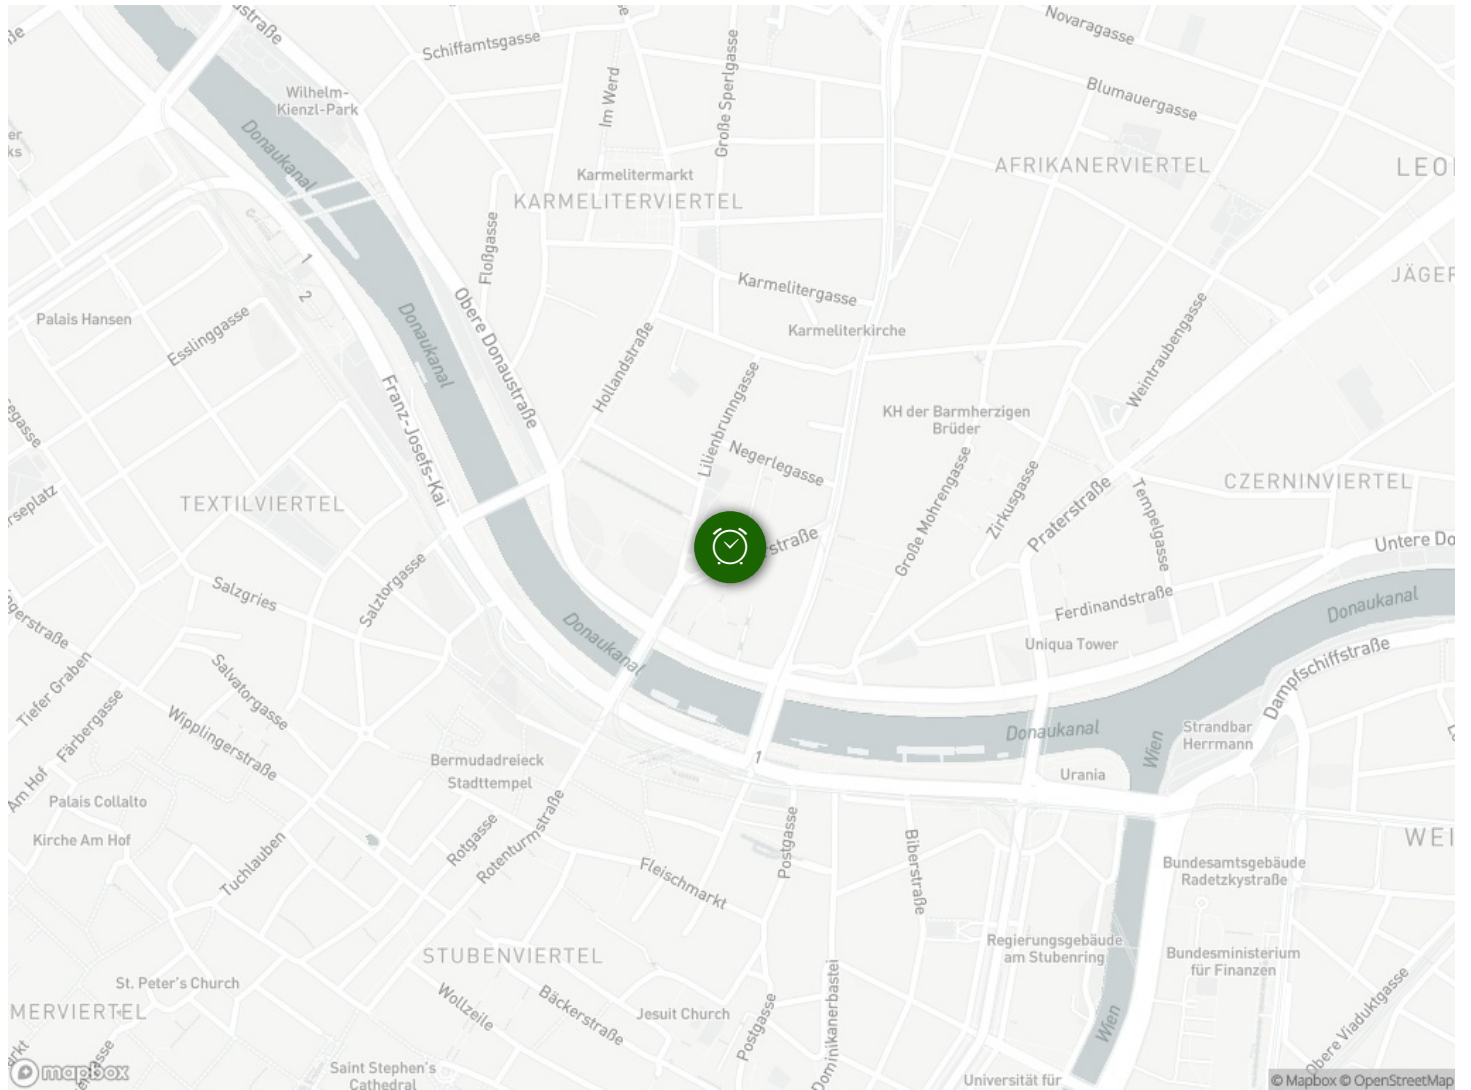 Novaragasse
Schiffamtsgasse
Wilhelm-
Kienzl-Park
Im Werd
Große Sperlgasse
Blumauergasse
Donaukanal
Karmelitermarkt
KARMELITERVIERTEL
AFRIKANERVIERTEL
LEO
Floßgasse
1
2
Karmelitergasse
JÄGER
Palais Hansen
Esslinggasse
Donaukanal
Obere Donaustraße
Karmeliterkirche
Hollandstraße
Weintraubengasse
Franz-Josefs-Kai
Lilienbrunngasse
KH der Barmherzigen
Brüder
Negerlegasse
TEXTILVIERTEL
Große Mohrengasse
Zirkusgasse
Praterstraße
Tempelgasse
CZERNINVIERTEL
rstraße
Untere Do
Salzgries
Salztorgasse
Ferdinandstraße
Donaukanal
Donaukanal
Uniqua Tower
Tiefer Graben
Färbergasse
Salvatorgasse
Wipplingerstraße
Dampfschiffstraße
Donaukanal
Wien
Strandbar
Herrmann
Bermudadreieck
Stadttempel
1
Urania
Am Hof
Palais Collalto
Kirche Am Hof
Tuchlauben
Rotgasse
Rotenturmstraße
Fleischmarkt
Postgasse
Biberstraße
WEI
Bundesamtsgebäude
Radetzkystraße
STUBENVIERTEL
Regierungsgebäude
am Stubenring
Bundesministerium
für Finanzen
St. Peter's Church
MERVIERTEL
Wollzeile
Bäckerstraße
Jesuit Church
Postgasse
Dominikanerbastei
Wien
Obere Viaduktgasse
Saint Stephen's
Cathedral
Universität für
mapbox
© Mapbox © OpenStreetMap